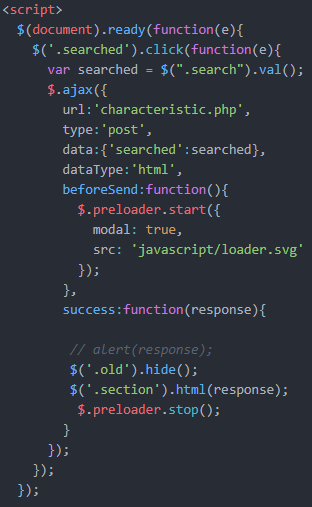 <script>
$(document).ready(function(e){
$('.searched').click(function(e){
var searched = $(".search").val();
$.ajax({
url:'characteristic.php',
type:'post',
data:{'searched':searched},
dataType:'html',
beforeSend:function(){
$.preloader.start({
modal: true,
src: 'javascript/loader.svg'
});
},
success:function(response){
// alert(response);
$('.old').hide();
$('.section').html(response);
$.preloader.stop();
}
});
});
});